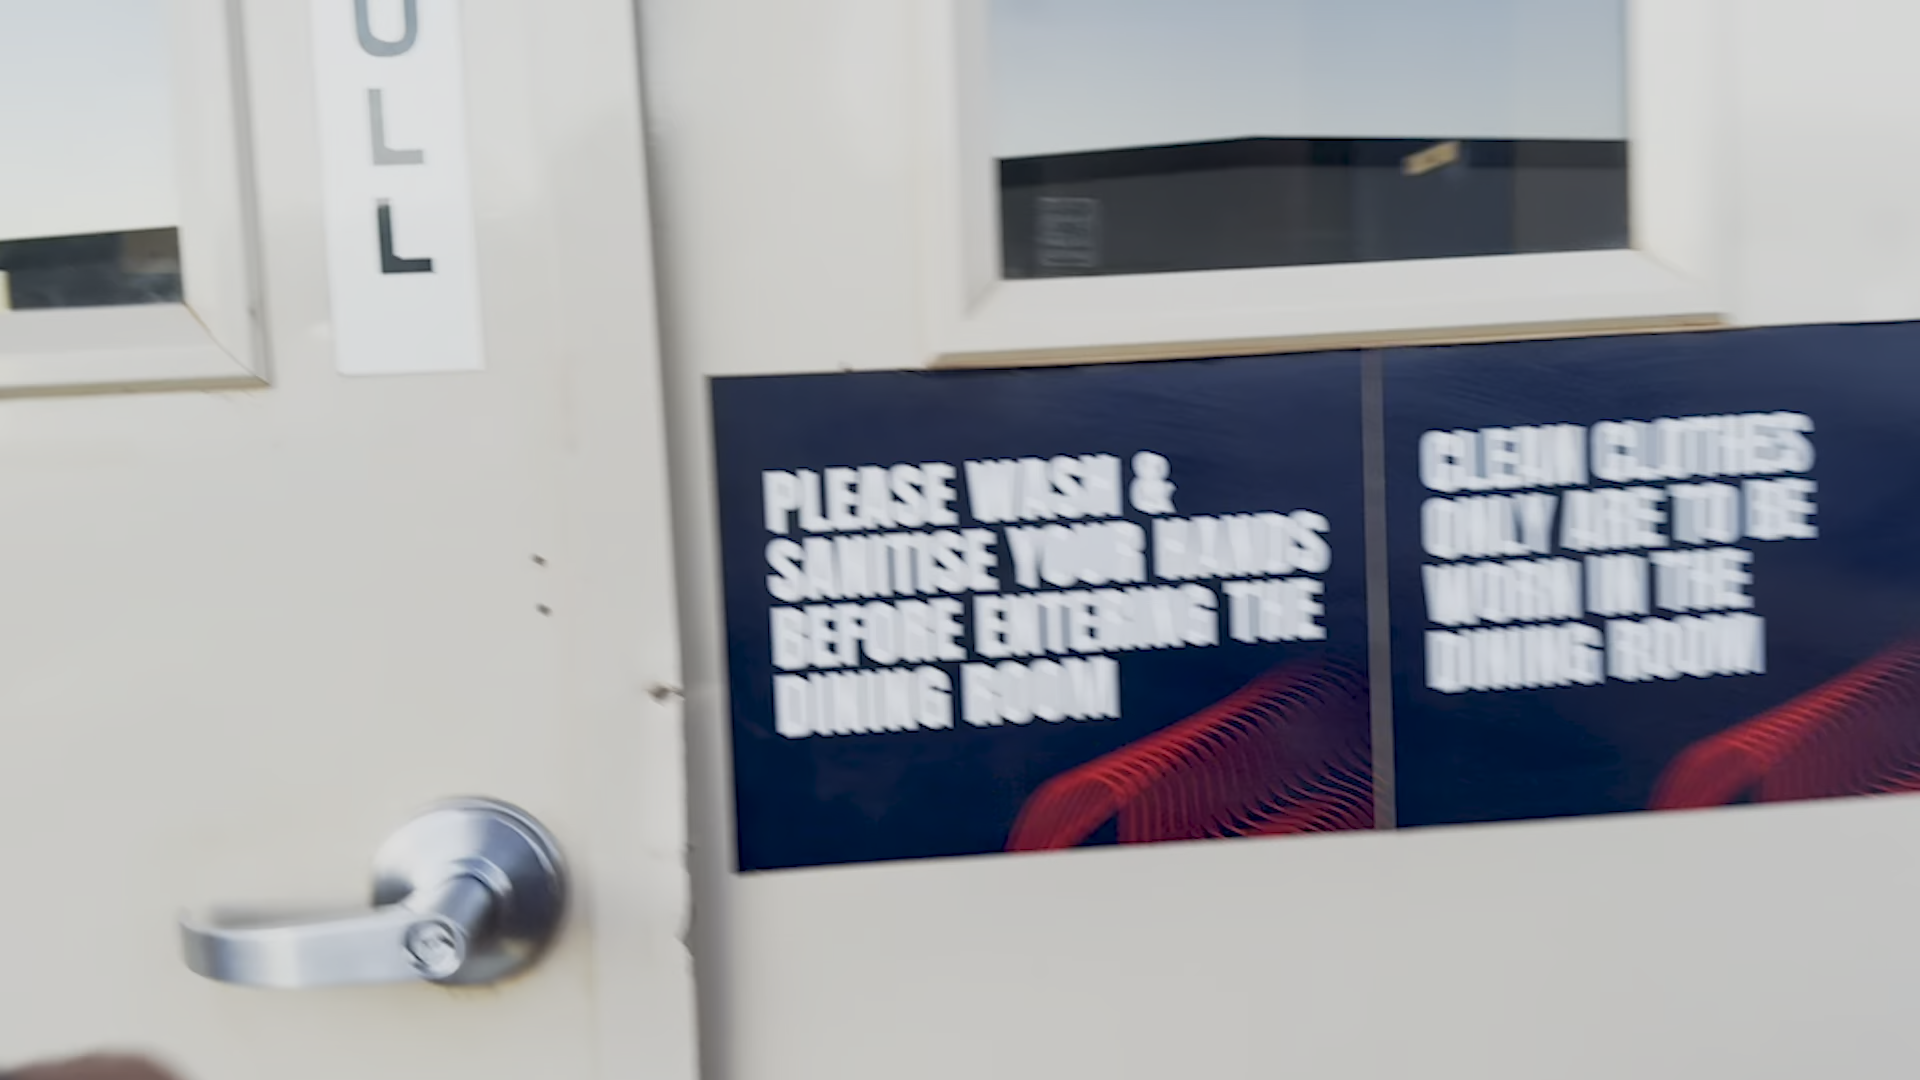 U
L
L
PLEASE WASH &
SANITISE YOUR HANDS
BEFORE ENTERING THE
DINING ROOM
CLEAN CLOTHES
ONLY ARE TO BE
WORN IN THE
DINING ROOM